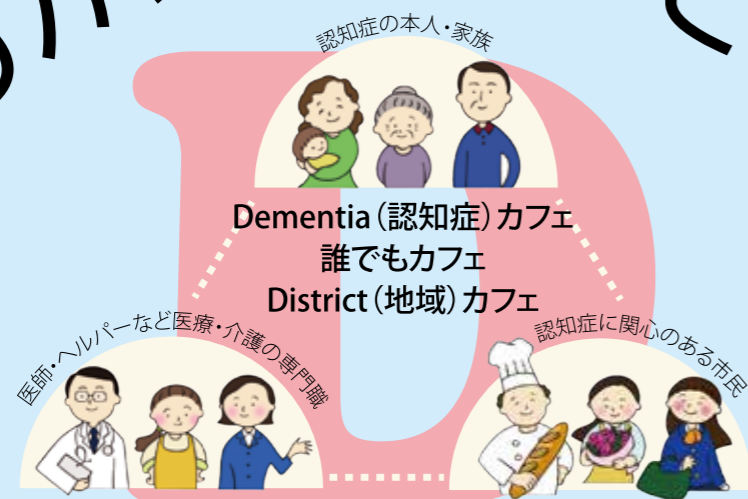 認知症の本人・家族
Dementia（認知症）カフェ
誰でもカフェ
District（地域）カフェ
医師・ヘルパーなど医療・介護の専門職
認知症に関心のある市民